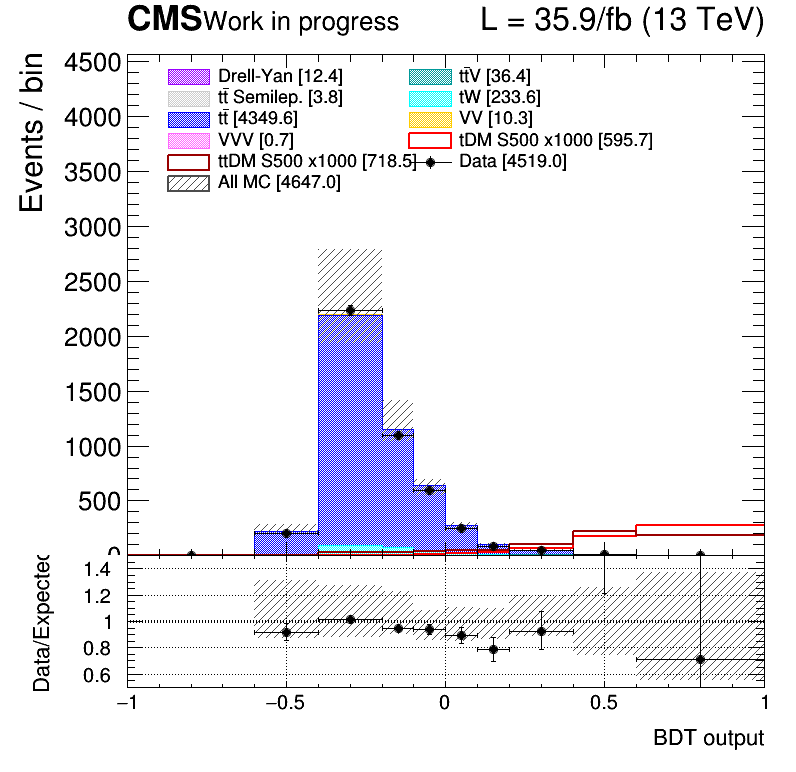 CMS Work in progress L = 35.9/fb (13 TeV)
Events / bin
4500
4000
3500
3000
2500
2000
1500
1000
500
0
Drell-Yan [12.4] tt̄V [36.4]
tt̄ Semilep. [3.8] tW [233.6]
tt̄ [4349.6] VV [10.3]
VVV [0.7] tDM S500 x1000 [595.7]
ttDM S500 x1000 [718.5] Data [4519.0]
All MC [4647.0]
Data/Expected
1.4
1.2
1
0.8
0.6
−1 −0.5 0 0.5 1
BDT output